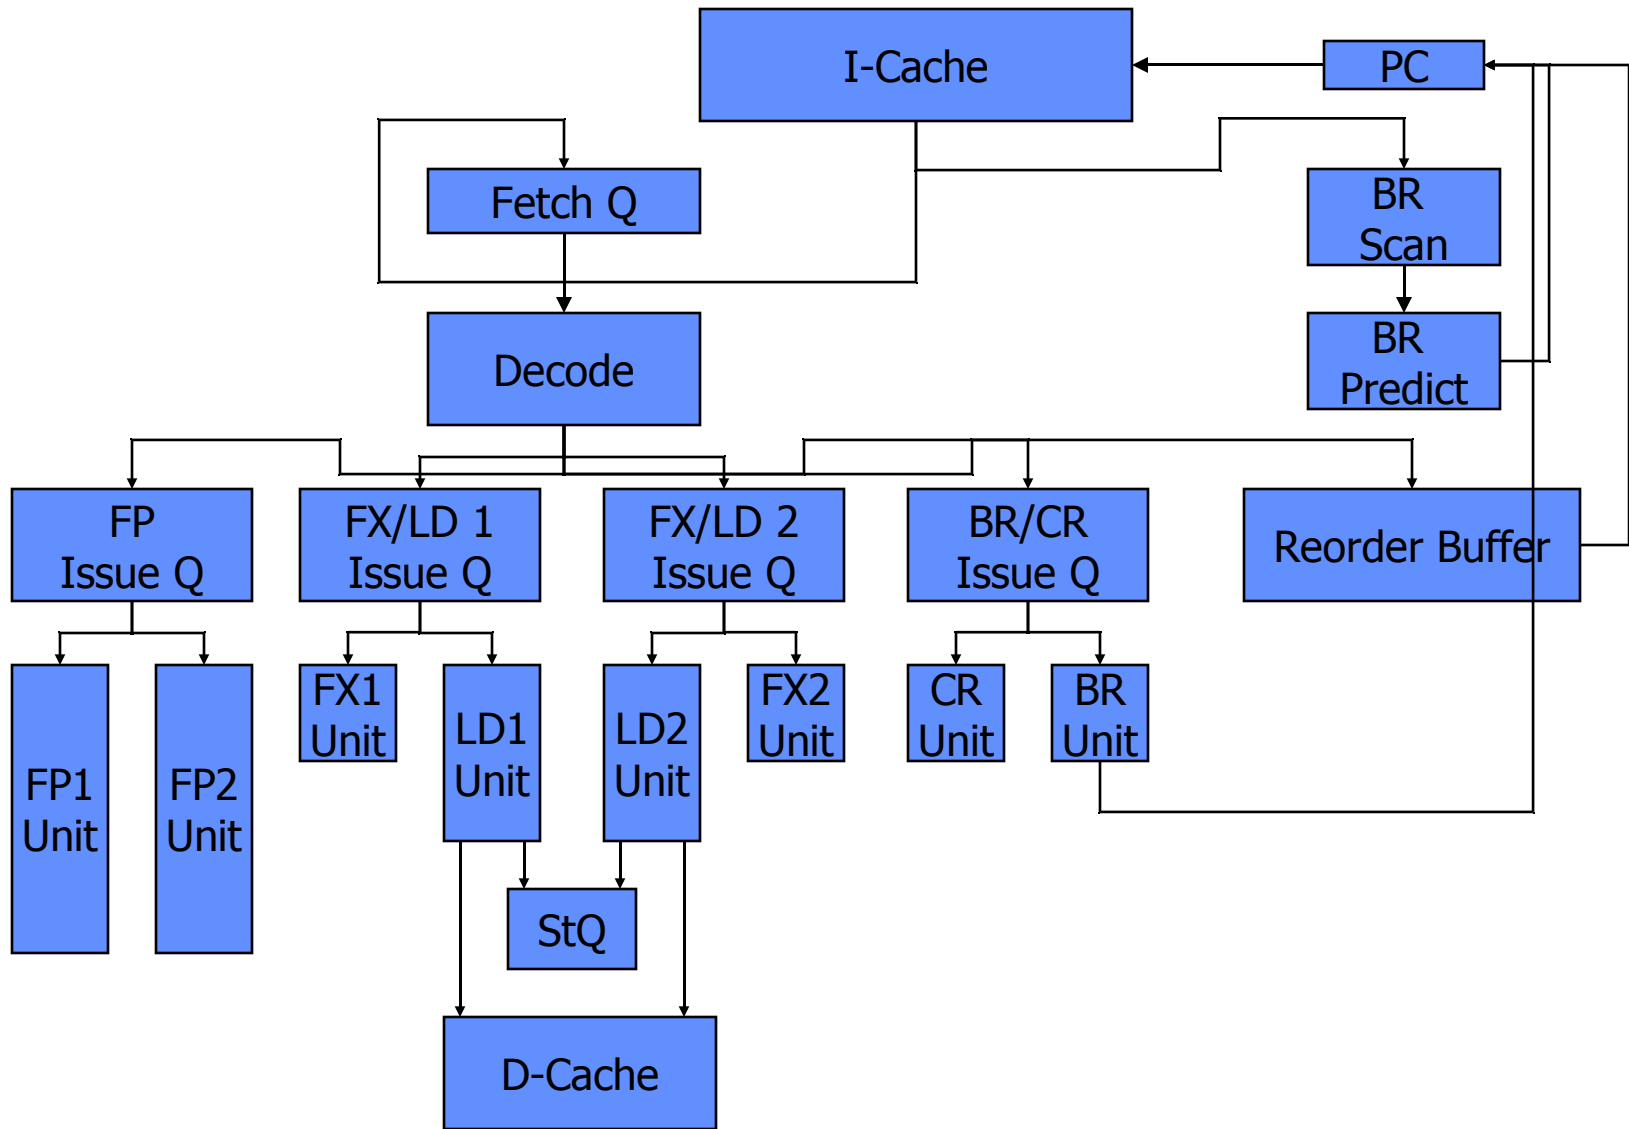 I-Cache
PC
Fetch Q
BR
Scan
Decode
BR
Predict
FP
Issue Q
FX/LD 1
Issue Q
FX/LD 2
Issue Q
BR/CR
Issue Q
Reorder Buffer
FP1
Unit
FP2
Unit
FX1
Unit
LD1
Unit
LD2
Unit
FX2
Unit
CR
Unit
BR
Unit
StQ
D-Cache